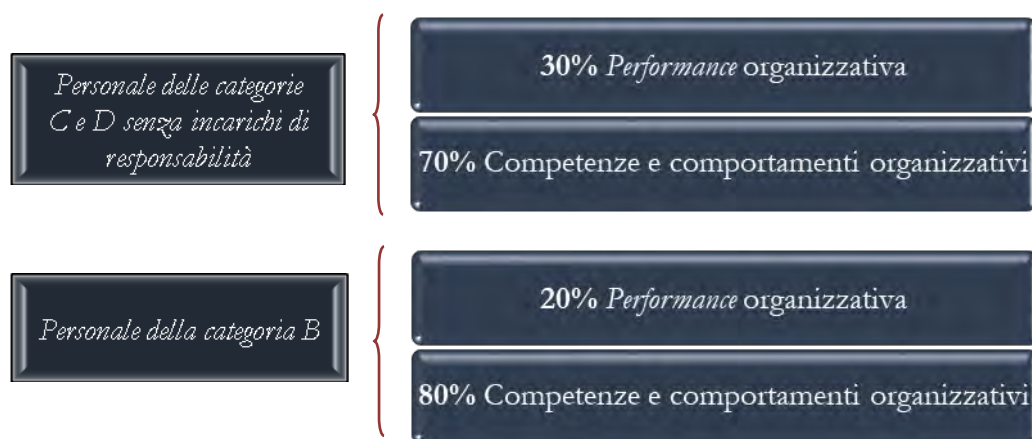 Personale delle categorie
C e D senza incarichi di
responsabilità
30% Performance organizzativa
70% Competenze e comportamenti organizzativi
Personale della categoria B
20% Performance organizzativa
80% Competenze e comportamenti organizzativi